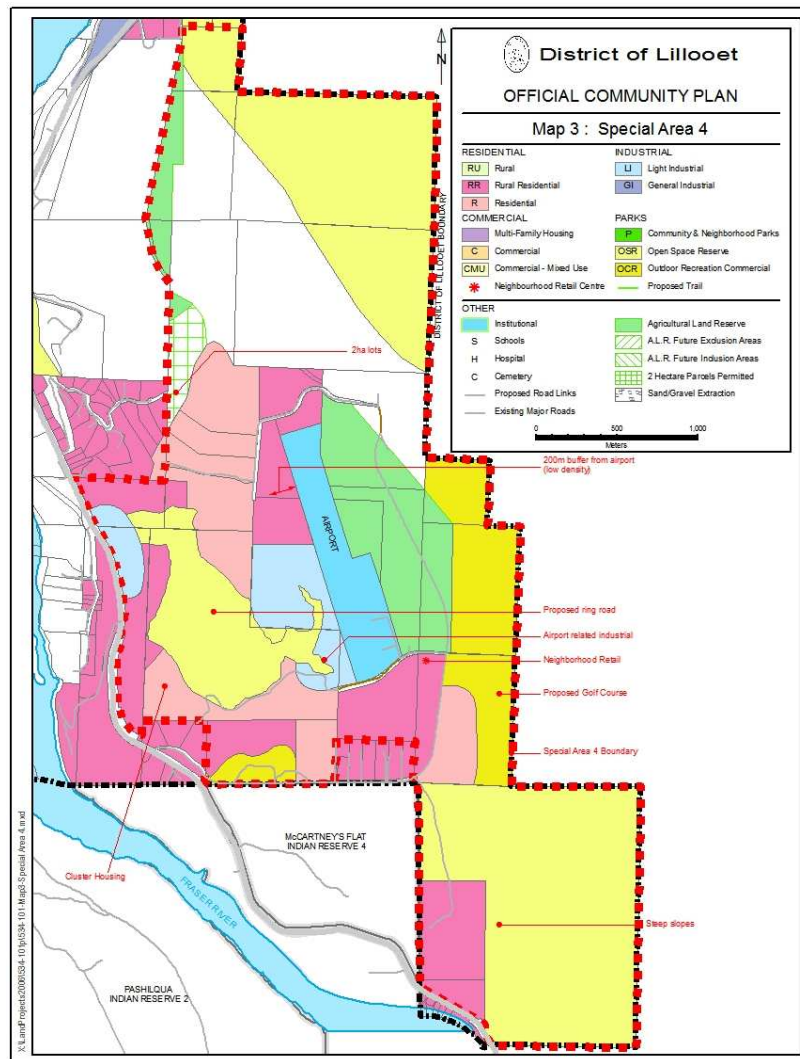 District of Lillooet
OFFICIAL COMMUNITY PLAN
Map 3 : Special Area 4
RESIDENTIAL
RU Rural
RR Rural Residential
R Residential
COMMERCIAL
Multi-Family Housing
C Commercial
CMU Commercial - Mixed Use
Neighbourhood Retail Centre
INDUSTRIAL
LI Light Industrial
GI General Industrial
PARKS
P Community & Neighborhood Parks
OSR Open Space Reserve
OCR Outdoor Recreation Commercial
Proposed Trail
OTHER
Institutional
S Schools
H Hospital
C Cemetery
Proposed Road Links
Existing Major Roads
Agricultural Land Reserve
A.L.R. Future Exclusion Areas
A.L.R. Future Inclusion Areas
2 Hectare Parcels Permitted
Sand/Gravel Extraction
0 500 1,000
Meters
N
DISTRICT OF LILLOOET BOUNDARY
2ha lots
200m buffer from airport
(low density)
AIRPORT
Proposed ring road
Airport related industrial
Neighborhood Retail
Proposed Golf Course
Special Area 4 Boundary
McCARTNEY'S FLAT
INDIAN RESERVE 4
Cluster Housing
FRASER RIVER
Steep slopes
PASHILQUA
INDIAN RESERVE 2